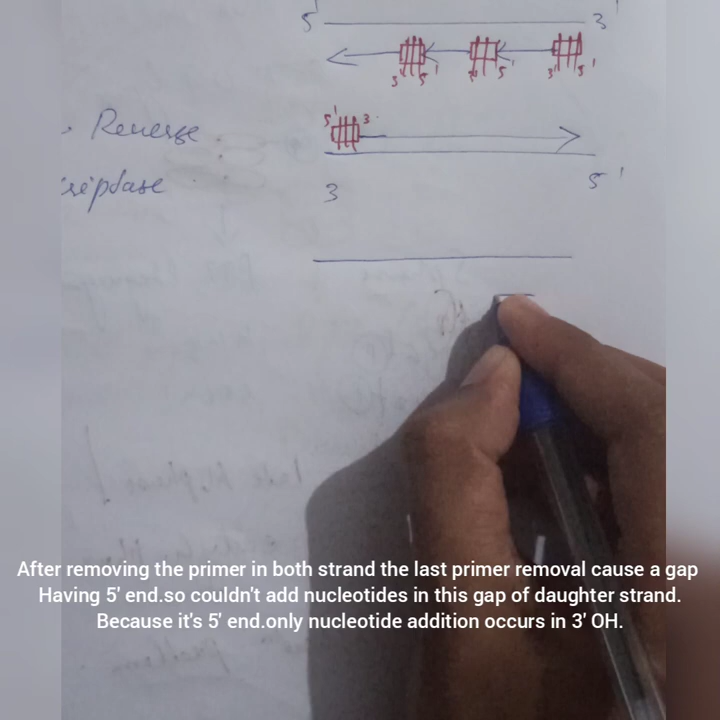 5' 3'
3' 5' 5' 3' 5'
Reverse 5' 3'
3 5'
After removing the primer in both strand the last primer removal cause a gap
Having 5' end.so couldn't add nucleotides in this gap of daughter strand.
Because it's 5' end.only nucleotide addition occurs in 3' OH.